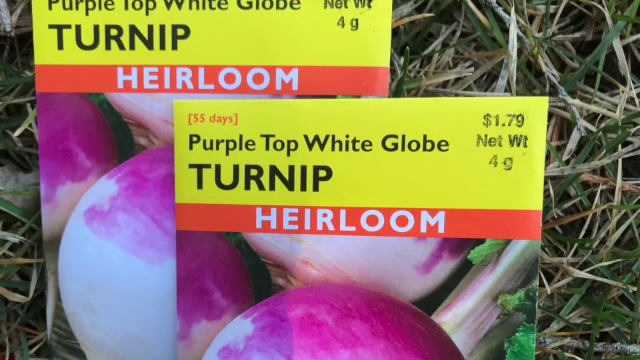 Purple Top White Globe
Net Wt
4 g
TURNIP
HEIRLOOM
[55 days]
$1.79
Purple Top White Globe
Net Wt
4 g
TURNIP
HEIRLOOM